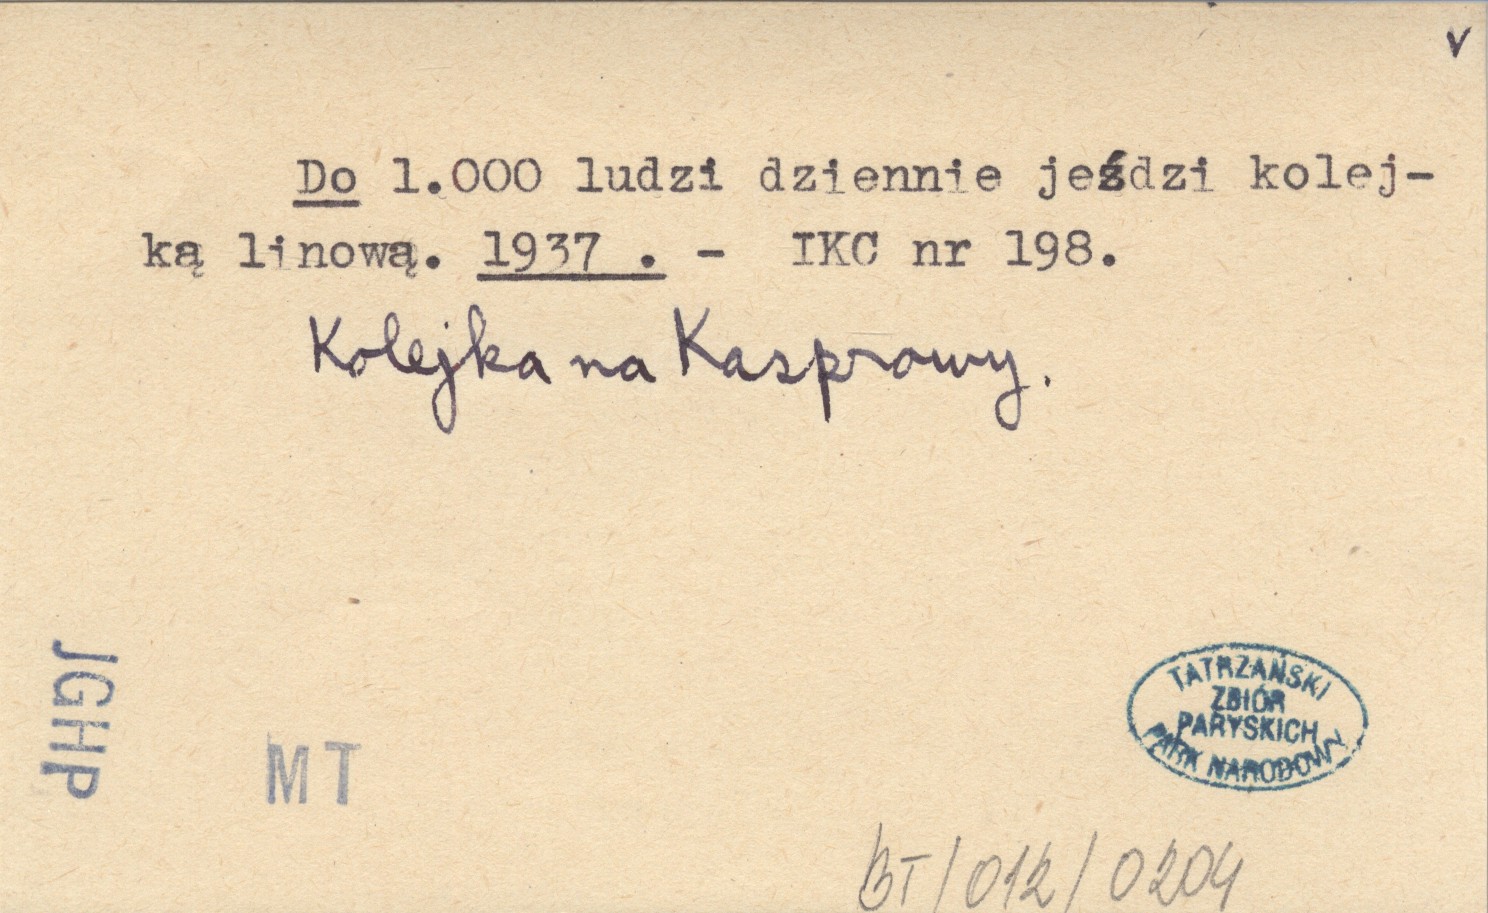 v
Do 1.000 ludzi dziennie jeździ kolej-
ką linową. 1937 . - IKC nr 198.
Kolejka na Kasprowy.
JGHP
MT
TATRZAŃSKI
ZBIÓR
PARYSKICH
PARK NARODOWY
BT/012/0204